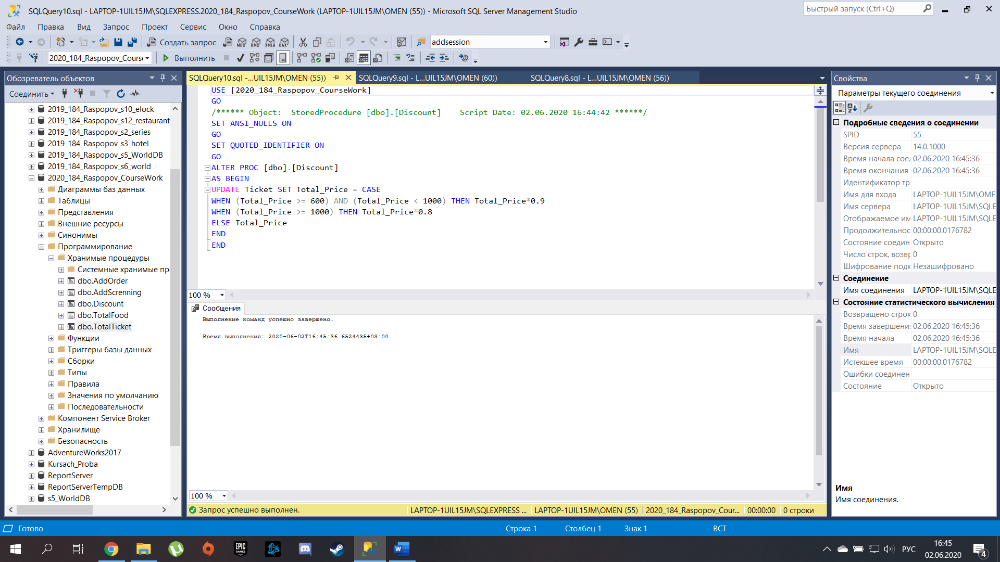 SQLQuery10.sql - LAPTOP-1UIL15JM\SQLEXPRESS.2020_184_Raspopov_CourseWork (LAPTOP-1UIL15JM\OMEN (55)) - Microsoft SQL Server Management Studio
Быстрый запуск (Ctrl+Q)
Файл Правка Вид Запрос Проект Сервис Окно Справка
Создать запрос
MDX DMX XMLA DAX
addsession
2020_184_Raspopov_Course
Выполнить
Обозреватель объектов
Соединить
2019_184_Raspopov_s10_elock
2019_184_Raspopov_s12_restaurant
2019_184_Raspopov_s2_series
2019_184_Raspopov_s3_hotel
2019_184_Raspopov_s5_WorldDB
2019_184_Raspopov_s6_world
2020_184_Raspopov_CourseWork
Диаграммы баз данных
Таблицы
Представления
Внешние ресурсы
Синонимы
Программирование
Хранимые процедуры
Системные хранимые пр
dbo.AddOrder
dbo.AddScrenning
dbo.Discount
dbo.TotalFood
dbo.TotalTicket
Функции
Триггеры базы данных
Сборки
Типы
Правила
Значения по умолчанию
Последовательности
Компонент Service Broker
Хранилище
Безопасность
AdventureWorks2017
Kursach_Proba
ReportServer
ReportServerTempDB
s5_WorldDB
SQLQuery10.sql -...UIL15JM\OMEN (55))
SQLQuery9.sql - L...UIL15JM\OMEN (60))
SQLQuery8.sql - L...UIL15JM\OMEN (56))
USE [2020_184_Raspopov_CourseWork]
GO
/****** Object:  StoredProcedure [dbo].[Discount]    Script Date: 02.06.2020 16:44:42 ******/
SET ANSI_NULLS ON
GO
SET QUOTED_IDENTIFIER ON
GO
ALTER PROC [dbo].[Discount]
AS BEGIN
UPDATE Ticket SET Total_Price = CASE
WHEN (Total_Price >= 600) AND (Total_Price < 1000) THEN Total_Price*0.9
WHEN (Total_Price >= 1000) THEN Total_Price*0.8
ELSE Total_Price
END
END
100 %
Сообщения
Выполнение команд успешно завершено.
Время выполнения: 2020-06-02T16:45:36.6524435+03:00
100 %
Запрос успешно выполнен.
LAPTOP-1UIL15JM\SQLEXPRESS ...
LAPTOP-1UIL15JM\OMEN (55)
2020_184_Raspopov_Cour...
00:00:00
0 строки
Свойства
Параметры текущего соединения
Подробные сведения о соединении
SPID 55
Версия сервера 14.0.1000
Время начала соед 02.06.2020 16:45:36
Время окончания 02.06.2020 16:45:36
Идентификатор тр
Имя для входа LAPTOP-1UIL15JM\OME
Имя сервера LAPTOP-1UIL15JM\SQLE
Отображаемое им LAPTOP-1UIL15JM\SQLE
Продолжительнос 00:00:00.0176782
Состояние соедин Открыто
Число строк, возвр 0
Шифрование подк Незашифровано
Соединение
Имя соединения LAPTOP-1UIL15JM\SQLE
Состояние статистического вычисления
Возвращено строк 0
Время завершени 02.06.2020 16:45:36
Время начала 02.06.2020 16:45:36
Имя LAPTOP-1UIL15JM\SQLE
Истекшее время 00:00:00.0176782
Ошибки соединен
Состояние Открыто
Имя
Имя соединения.
Готово
Строка 1
Столбец 1
Знак 1
ВСТ
EPIC GAMES
РУС
16:45
02.06.2020
4